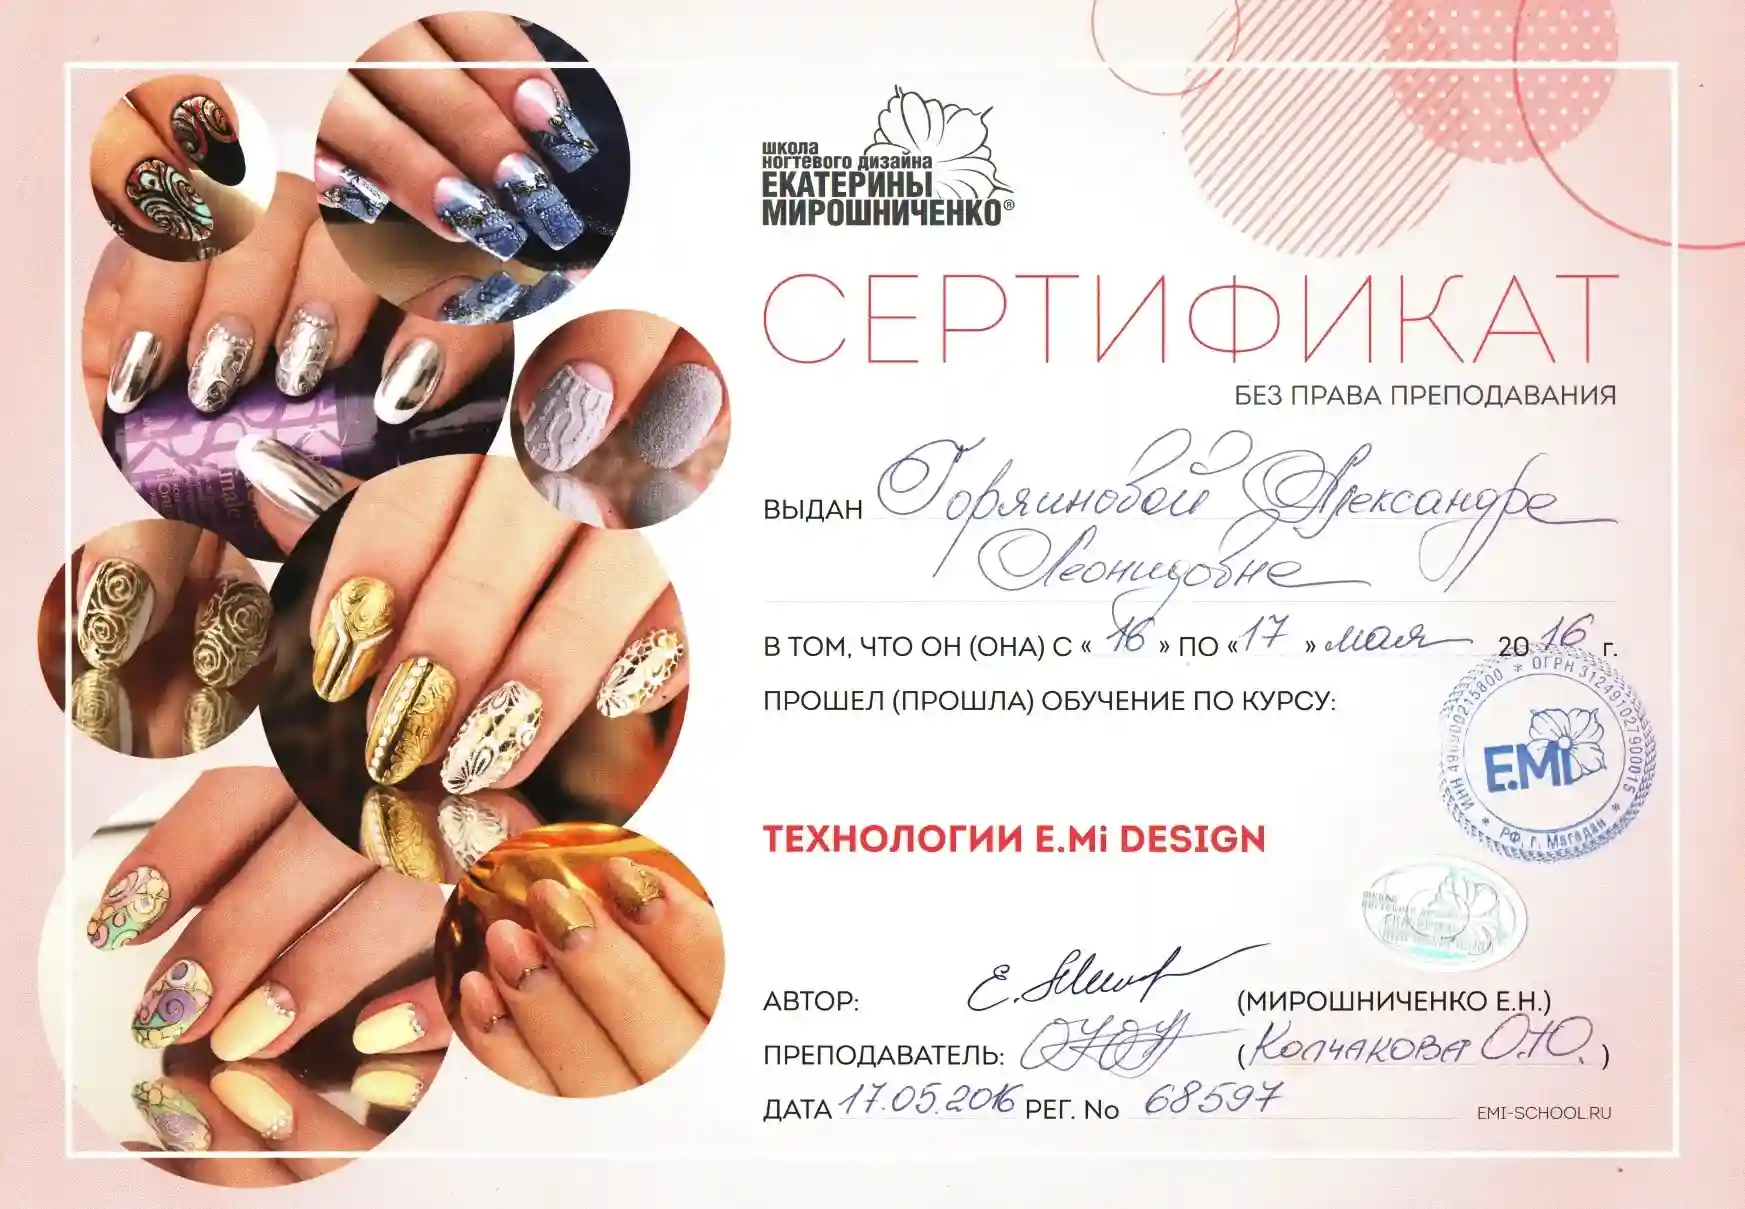 школа
ногтевого дизайна
ЕКАТЕРИНЫ
МИРОШНИЧЕНКО®
СЕРТИФИКАТ
БЕЗ ПРАВА ПРЕПОДАВАНИЯ
ВЫДАН Горяиновой Александре
Леонидовне
В ТОМ, ЧТО ОН (ОНА) С « 16 » ПО «17 » мая 2016 г.
ПРОШЕЛ (ПРОШЛА) ОБУЧЕНИЕ ПО КУРСУ:
* ОГРН 312491027900015 * РФ, г. Магадан * ИНН 490900215800
E.Mi
ТЕХНОЛОГИИ E.Mi DESIGN
АВТОР: (МИРОШНИЧЕНКО Е.Н.)
ПРЕПОДАВАТЕЛЬ: (Колчакова О.Ю.)
ДАТА 17.05.2016 РЕГ. No 68597
EMI-SCHOOL.RU